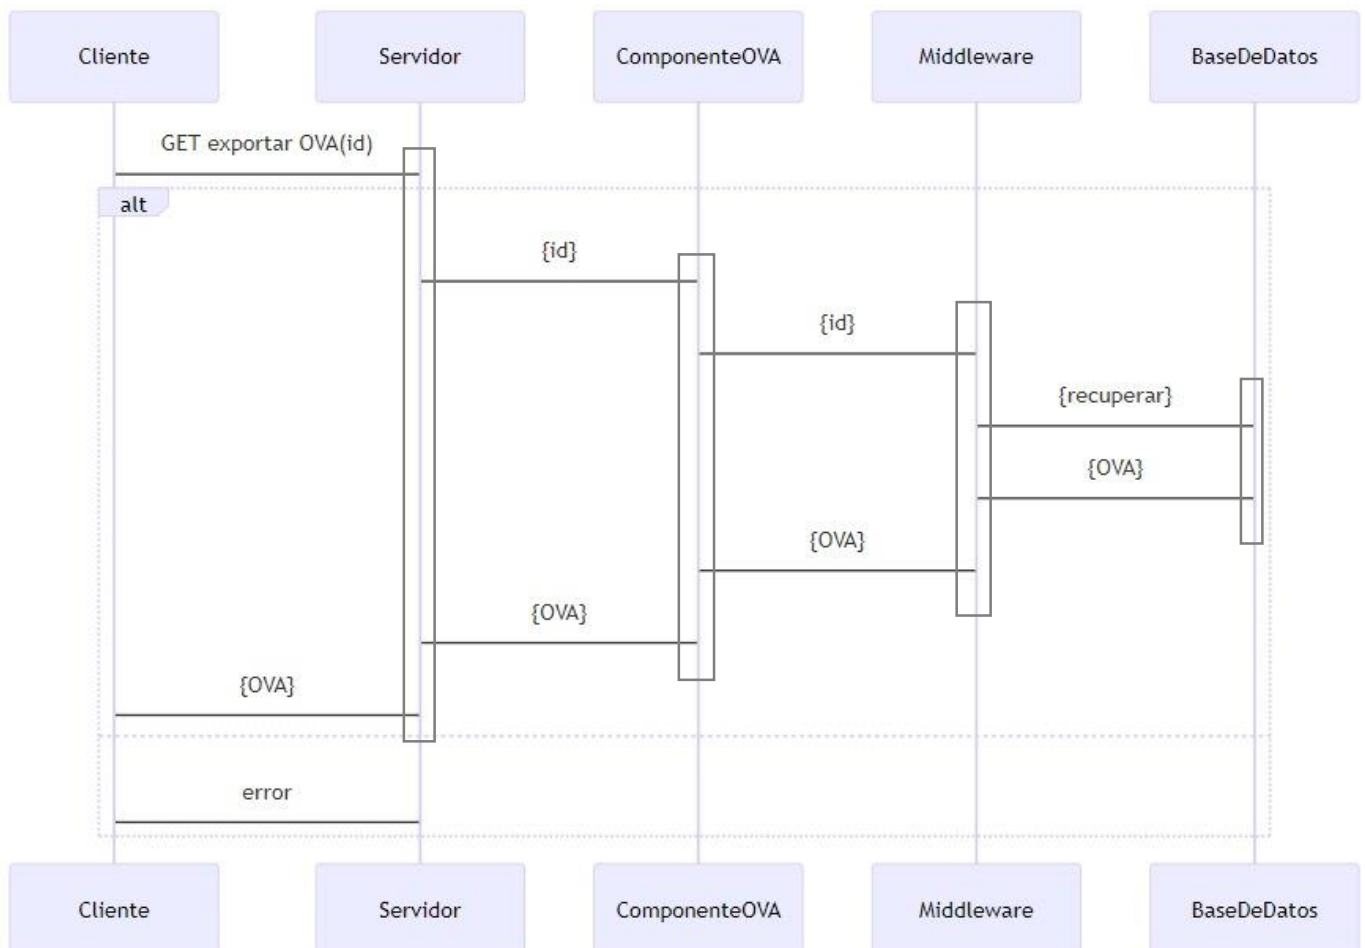 Cliente Servidor ComponenteOVA Middleware BaseDeDatos
GET exportar OVA(id)
alt
{id}
{id}
{recuperar}
{OVA}
{OVA}
{OVA}
{OVA}
error
Cliente Servidor ComponenteOVA Middleware BaseDeDatos